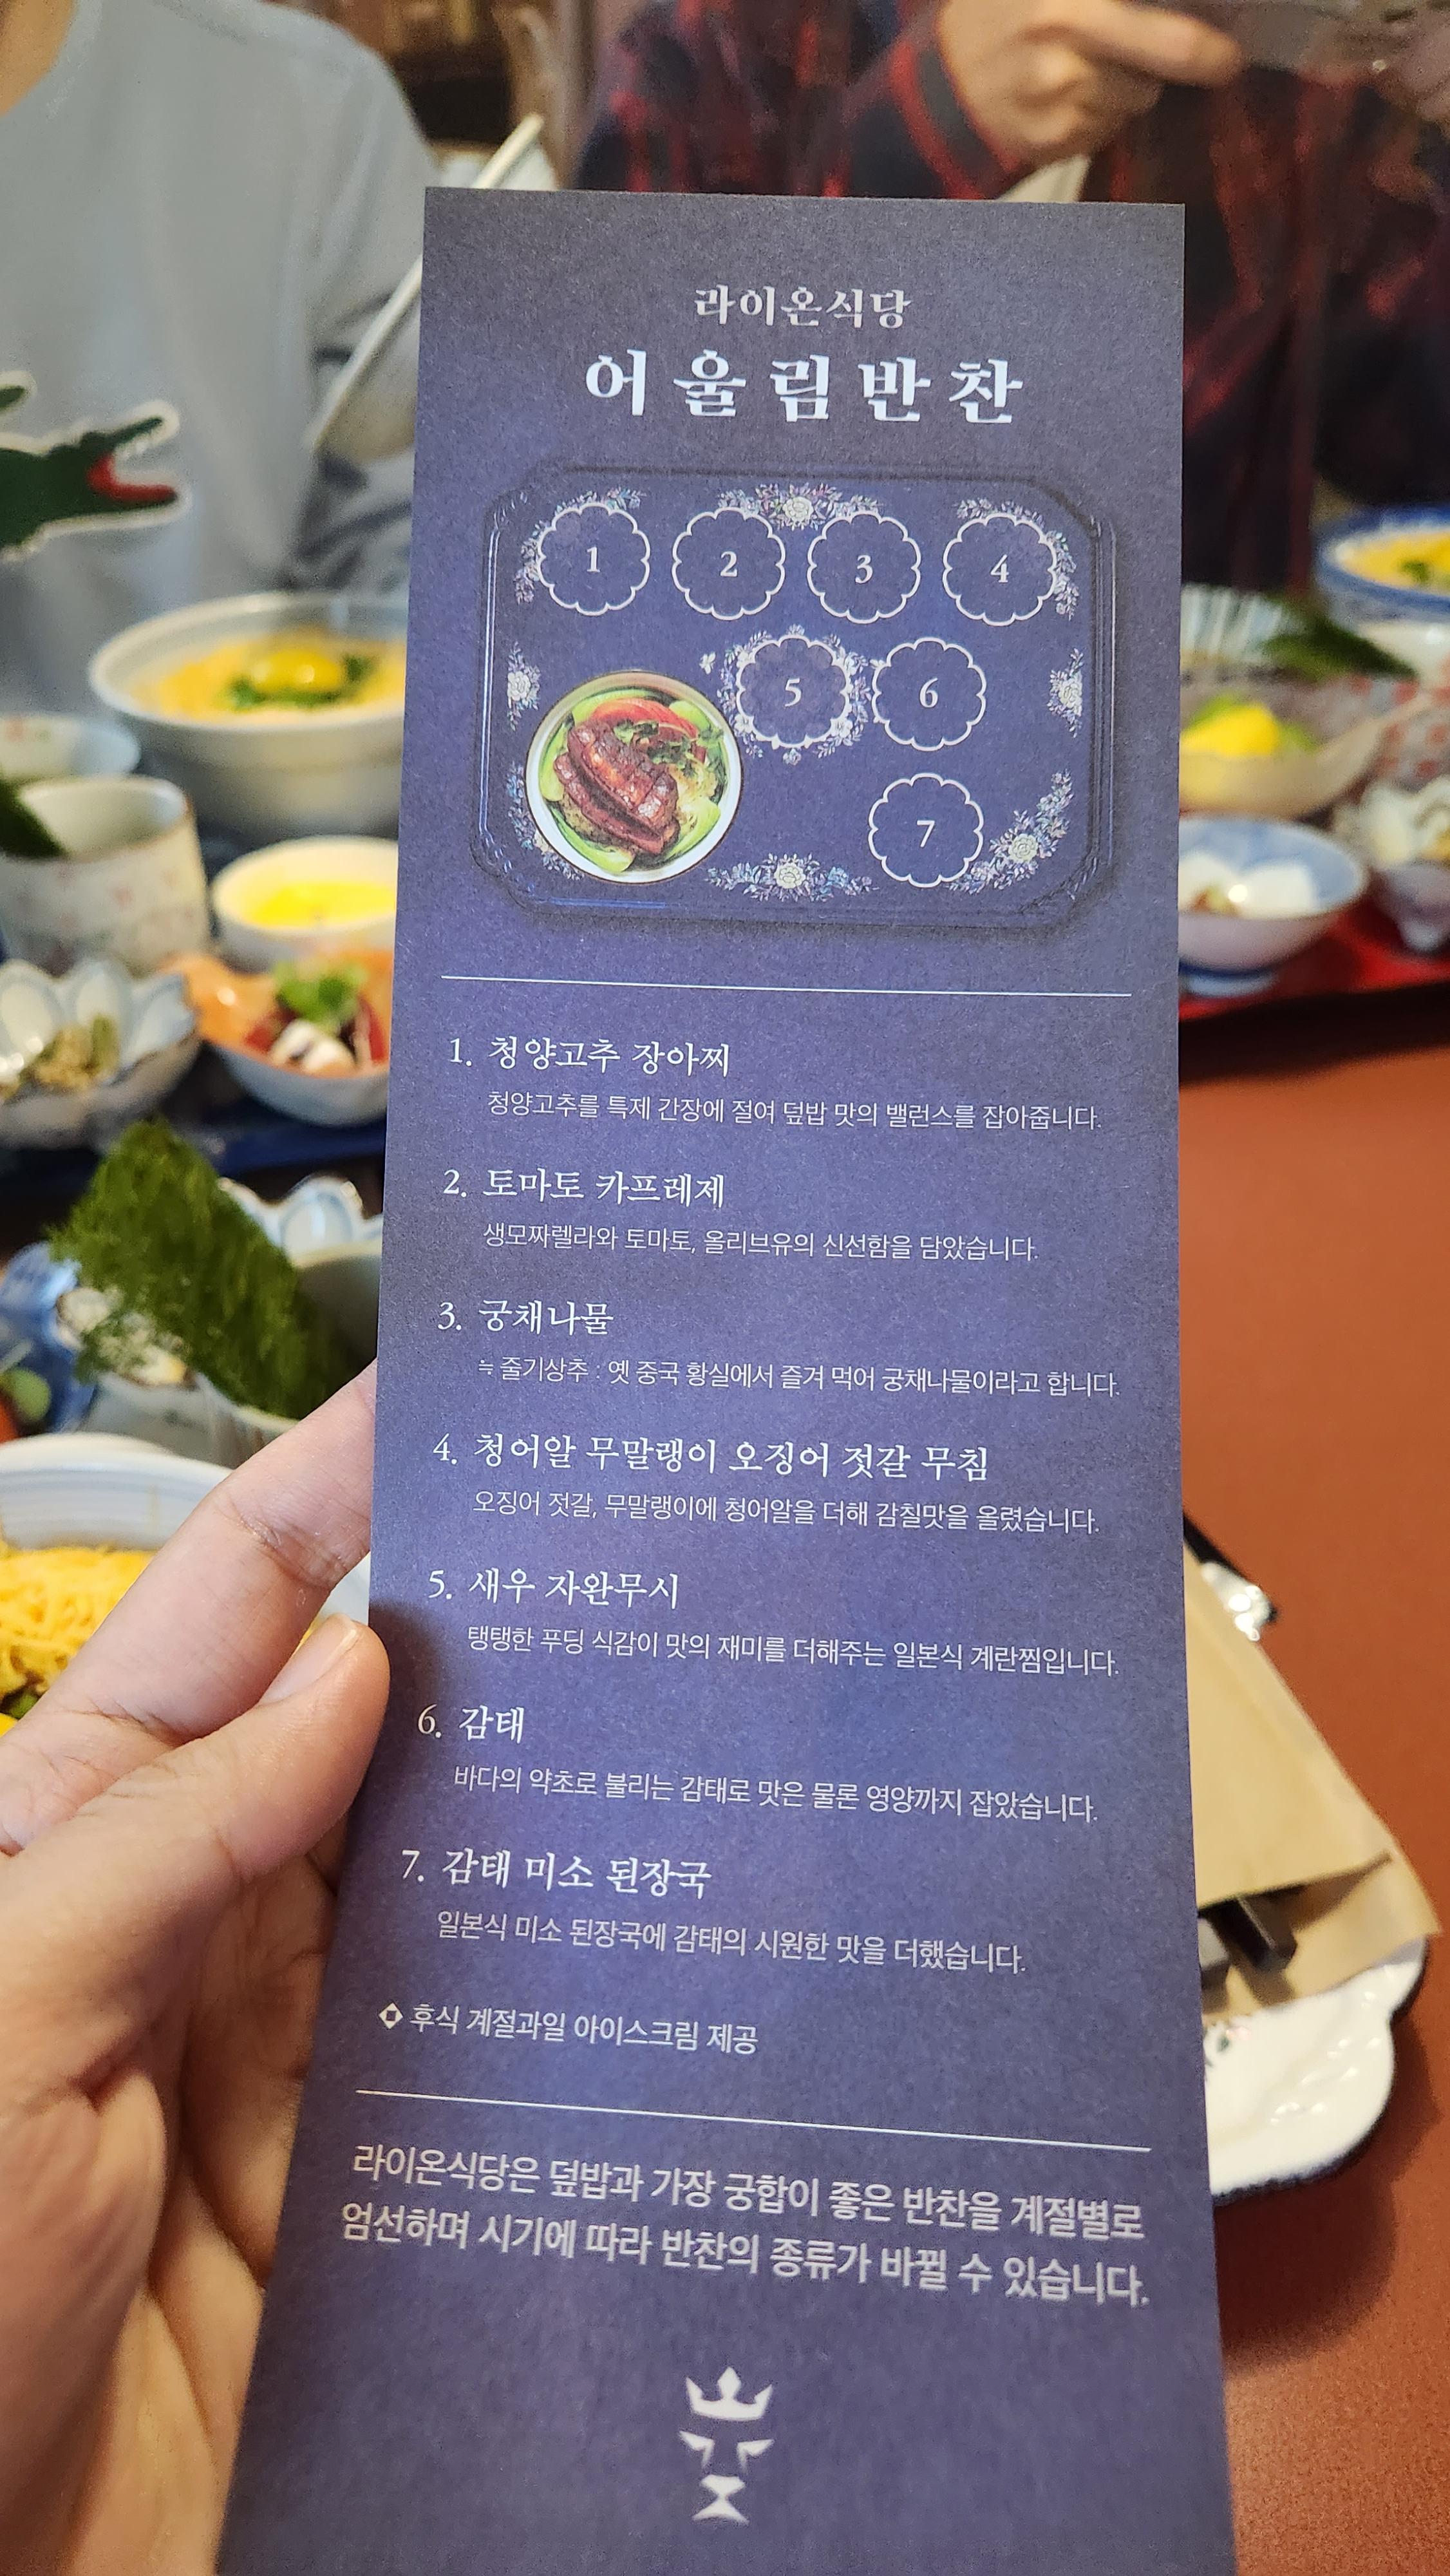 라이온식당
어울림반찬
1
2
3
4
5
6
7
1. 청양고추 장아찌
청양고추를 특제 간장에 절여 덮밥 맛의 밸런스를 잡아줍니다.
2. 토마토 카프레제
생모짜렐라와 토마토, 올리브유의 신선함을 담았습니다.
3. 궁채나물
≒ 줄기상추 : 옛 중국 황실에서 즐겨 먹어 궁채나물이라고 합니다.
4. 청어알 무말랭이 오징어 젓갈 무침
오징어 젓갈, 무말랭이에 청어알을 더해 감칠맛을 올렸습니다.
5. 새우 자완무시
탱탱한 푸딩 식감이 맛의 재미를 더해주는 일본식 계란찜입니다.
6. 감태
바다의 약초로 불리는 감태로 맛은 물론 영양까지 잡았습니다.
7. 감태 미소 된장국
일본식 미소 된장국에 감태의 시원한 맛을 더했습니다.
후식 계절과일 아이스크림 제공
라이온식당은 덮밥과 가장 궁합이 좋은 반찬을 계절별로
엄선하며 시기에 따라 반찬의 종류가 바뀔 수 있습니다.